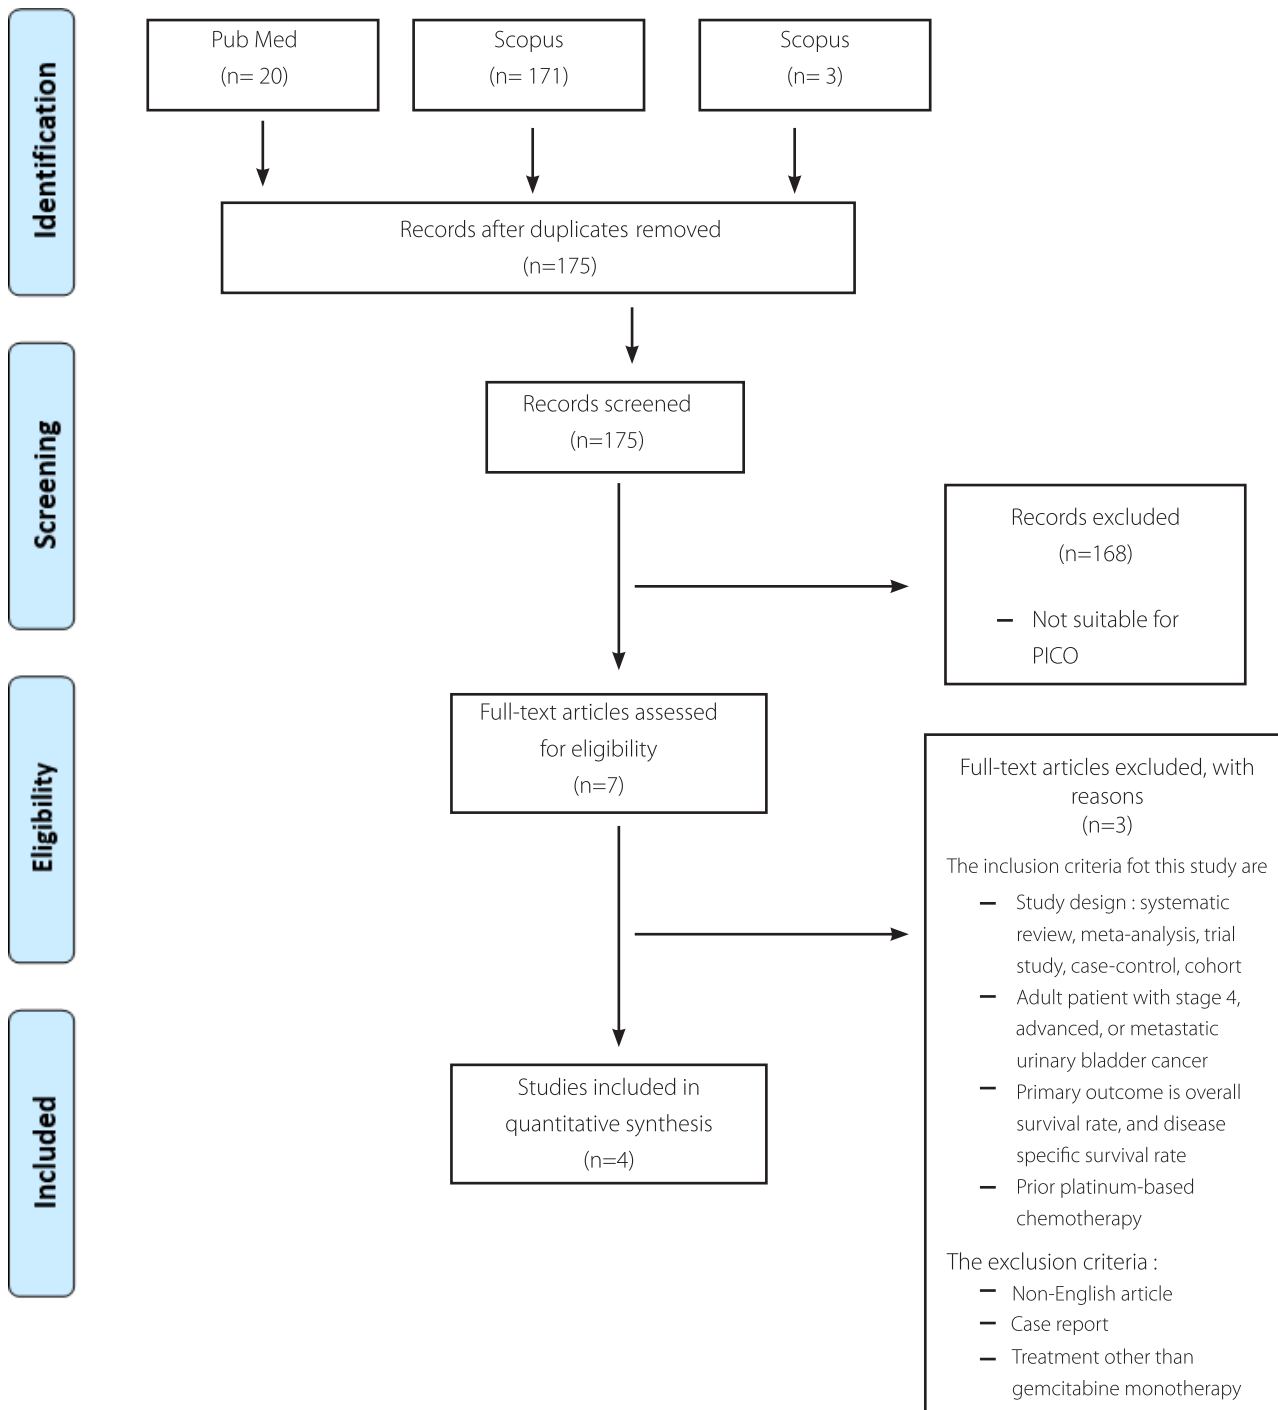 Identification
Pub Med
(n= 20)
Scopus
(n= 171)
Scopus
(n= 3)
Records after duplicates removed
(n=175)
Screening
Records screened
(n=175)
Records excluded
(n=168)
– Not suitable for
PICO
Eligibility
Full-text articles assessed
for eligibility
(n=7)
Full-text articles excluded, with
reasons
(n=3)
The inclusion criteria fot this study are
– Study design : systematic
review, meta-analysis, trial
study, case-control, cohort
– Adult patient with stage 4,
advanced, or metastatic
urinary bladder cancer
– Primary outcome is overall
survival rate, and disease
specific survival rate
– Prior platinum-based
chemotherapy
The exclusion criteria :
– Non-English article
– Case report
– Treatment other than
gemcitabine monotherapy
Included
Studies included in
quantitative synthesis
(n=4)